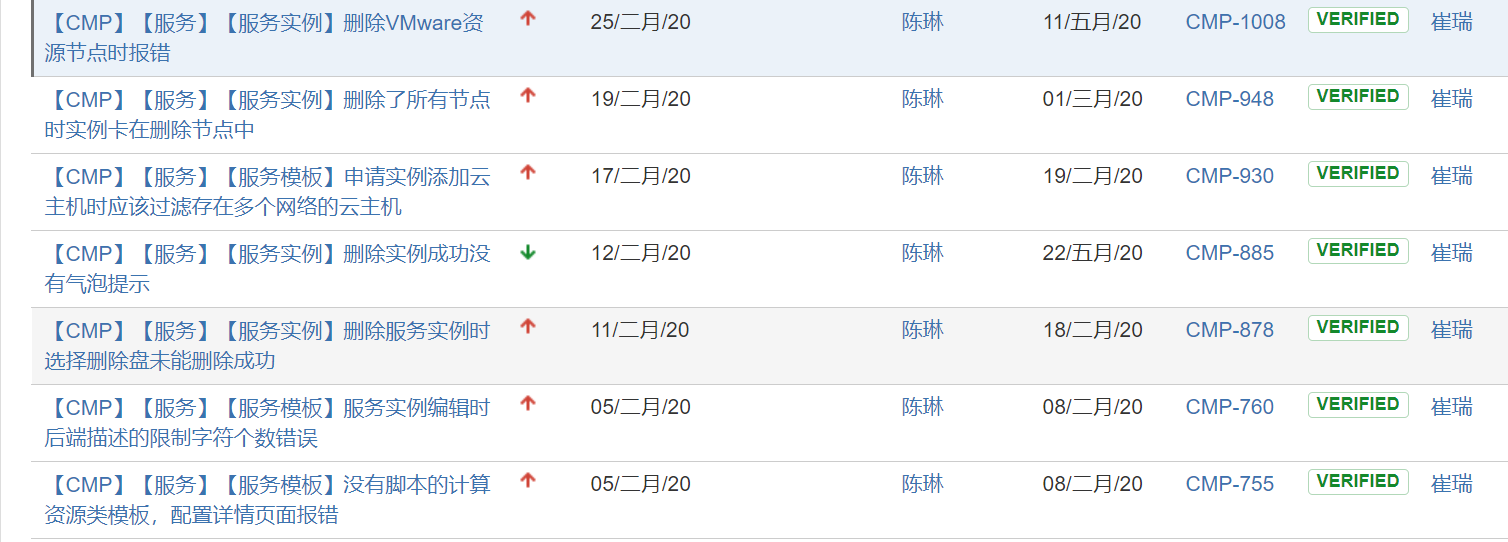 【CMP】【服务】【服务实例】删除VMware资 25/二月/20 陈琳 11/五月/20 CMP-1008 VERIFIED 崔瑞
源节点时报错
【CMP】【服务】【服务实例】删除了所有节点 19/二月/20 陈琳 01/三月/20 CMP-948 VERIFIED 崔瑞
时实例卡在删除节点中
【CMP】【服务】【服务模板】申请实例添加云 17/二月/20 陈琳 19/二月/20 CMP-930 VERIFIED 崔瑞
主机时应该过滤存在多个网络的云主机
【CMP】【服务】【服务实例】删除实例成功没 12/二月/20 陈琳 22/五月/20 CMP-885 VERIFIED 崔瑞
有气泡提示
【CMP】【服务】【服务实例】删除服务实例时 11/二月/20 陈琳 18/二月/20 CMP-878 VERIFIED 崔瑞
选择删除盘未能删除成功
【CMP】【服务】【服务模板】服务实例编辑时 05/二月/20 陈琳 08/二月/20 CMP-760 VERIFIED 崔瑞
后端描述的限制字符个数错误
【CMP】【服务】【服务模板】没有脚本的计算 05/二月/20 陈琳 08/二月/20 CMP-755 VERIFIED 崔瑞
资源类模板，配置详情页面报错